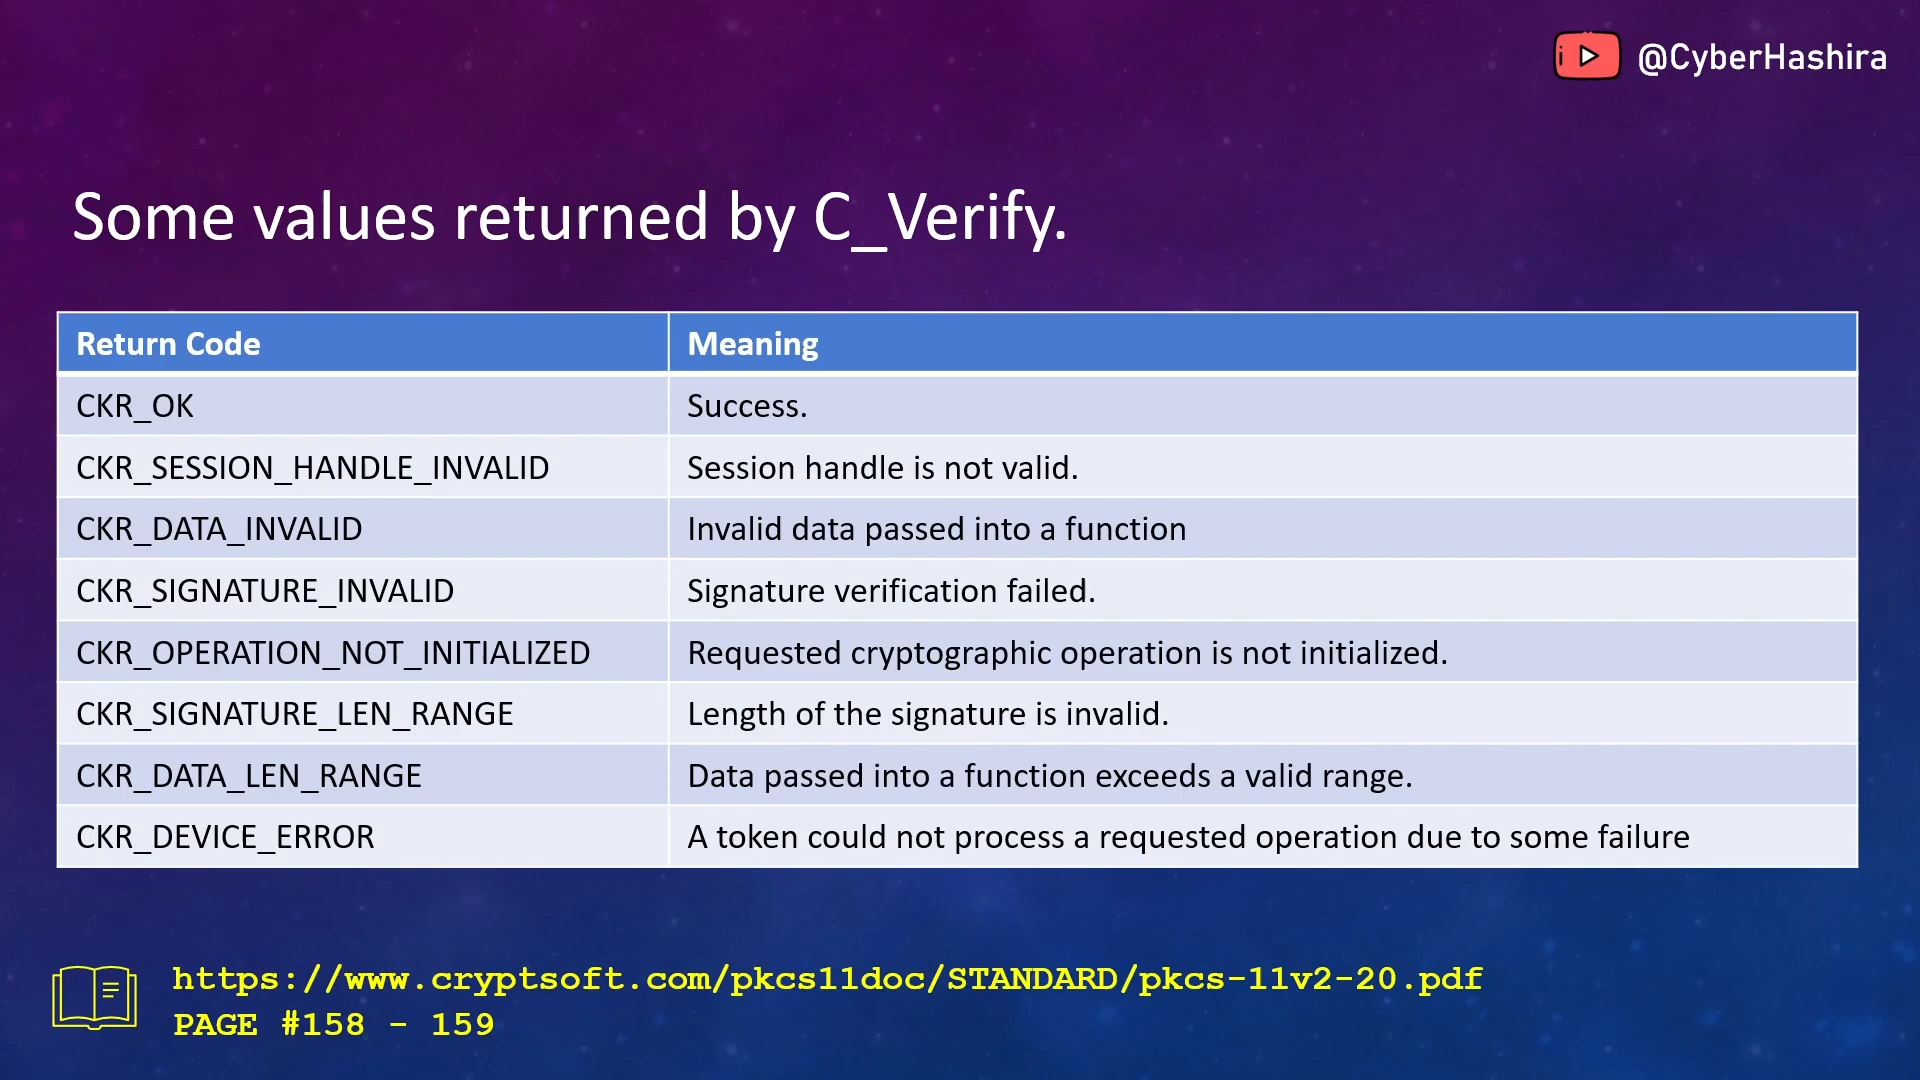 @CyberHashira
Some values returned by C_Verify.
Return Code Meaning
CKR_OK Success.
CKR_SESSION_HANDLE_INVALID Session handle is not valid.
CKR_DATA_INVALID Invalid data passed into a function
CKR_SIGNATURE_INVALID Signature verification failed.
CKR_OPERATION_NOT_INITIALIZED Requested cryptographic operation is not initialized.
CKR_SIGNATURE_LEN_RANGE Length of the signature is invalid.
CKR_DATA_LEN_RANGE Data passed into a function exceeds a valid range.
CKR_DEVICE_ERROR A token could not process a requested operation due to some failure
https://www.cryptsoft.com/pkcs11doc/STANDARD/pkcs-11v2-20.pdf
PAGE #158 - 159